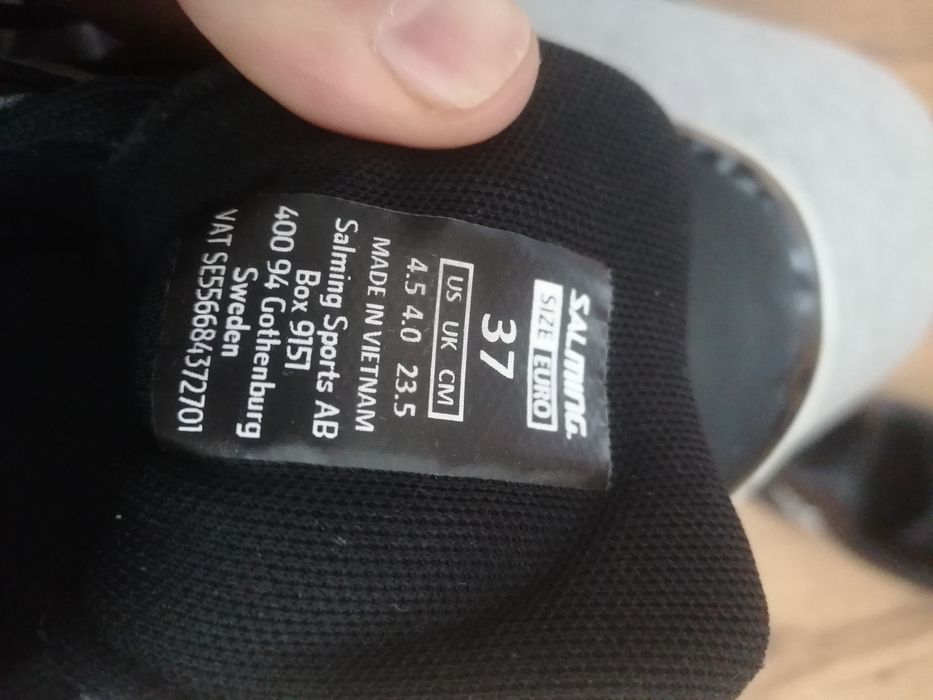 SALMING.
SIZE EURO
37
US UK CM
4.5 4.0 23.5
MADE IN VIETNAM
Salming Sports AB
Box 9151
400 94 Gothenburg
Sweden
VAT SE556684372701